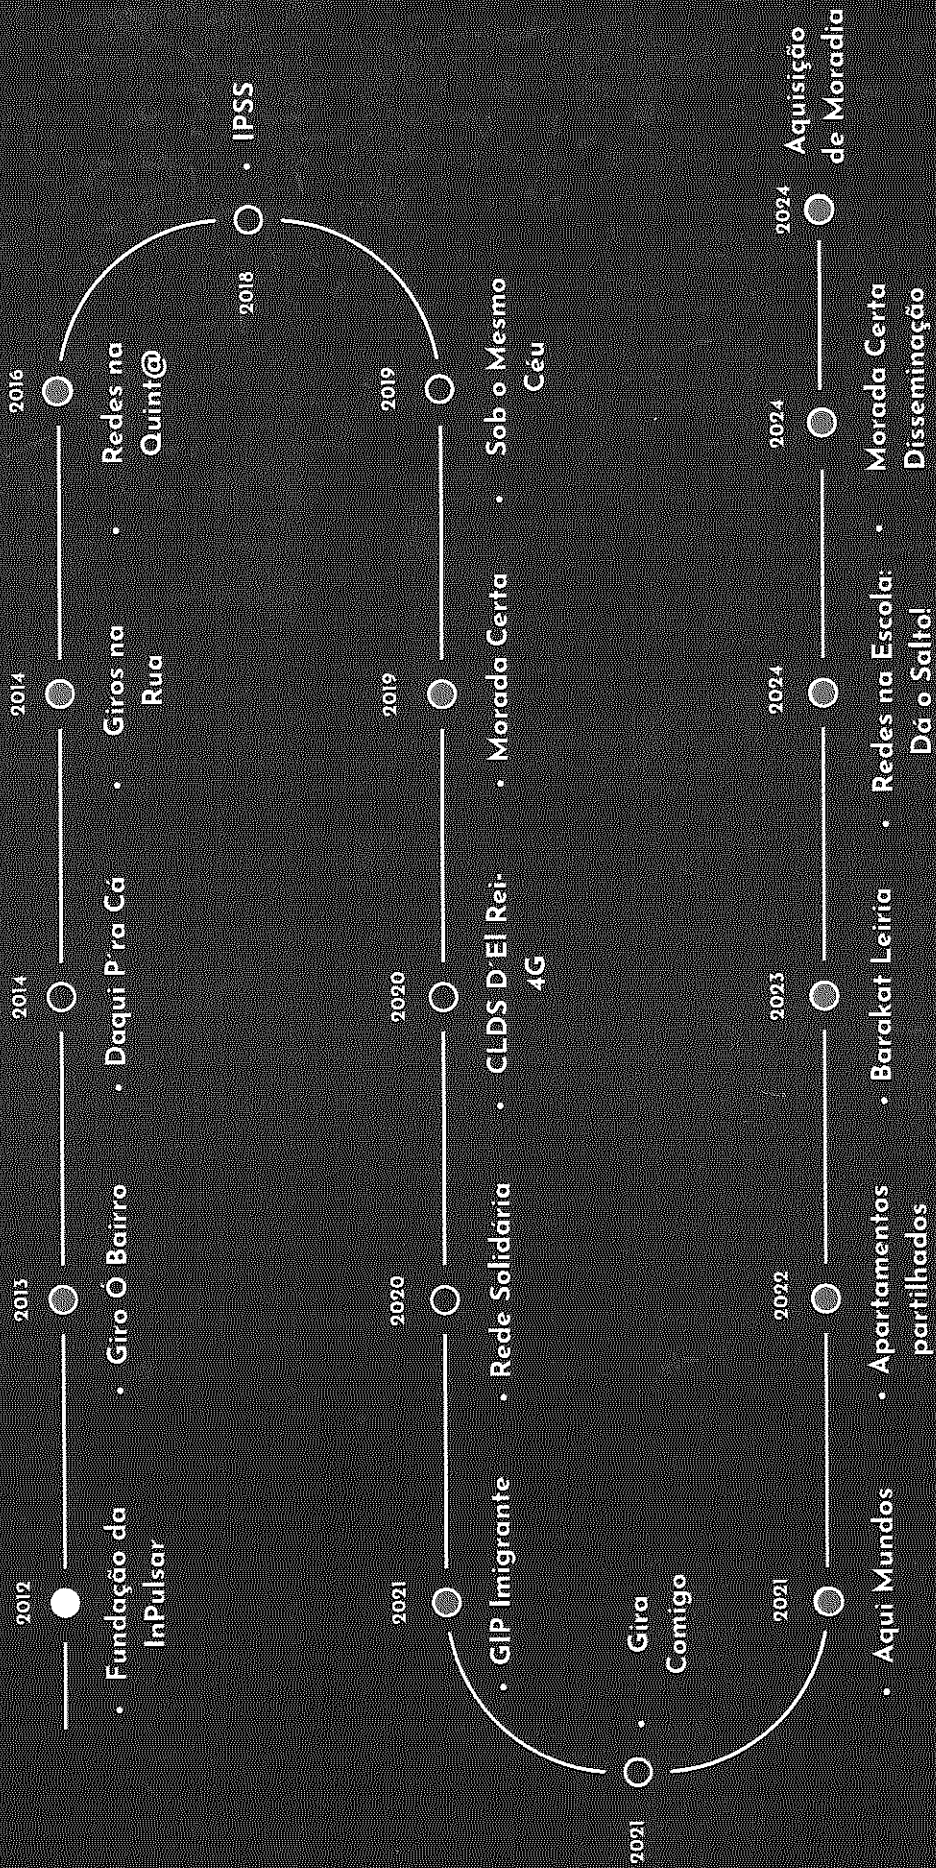 2012
• Fundação da
InPulsar
2013
• Giro Ó Bairro
2014
• Daqui P´ra Cá
2014
• Giros na
Rua
2016
• Redes na
Quint@
2018
• IPSS
2019
• Sob o Mesmo
Céu
2019
• Morada Certa
2020
• CLDS D´El Rei-
4G
2020
• Rede Solidária
2021
• GIP Imigrante
2021
• Gira
Comigo
2021
• Aqui Mundos
2022
• Apartamentos
partilhados
2023
• Barakat Leiria
2024
• Redes na Escola:
Dá o Salto!
2024
• Morada Certa
Disseminação
2024
Aquisição
de Moradia